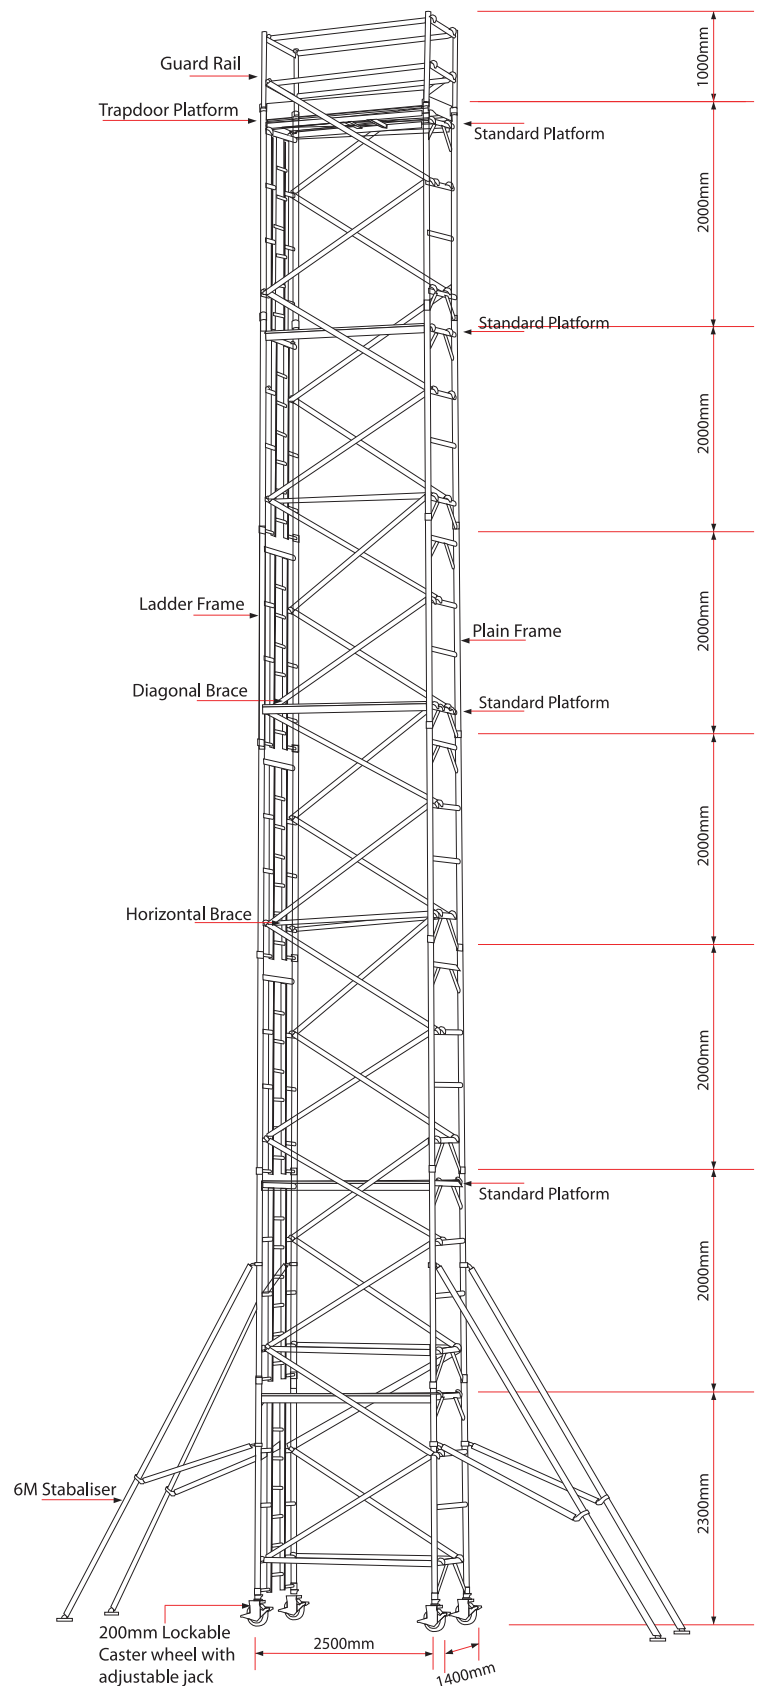 1000mm
Guard Rail
Trapdoor Platform
Standard Platform
2000mm
Standard Platform
2000mm
Ladder Frame
Plain Frame
2000mm
Diagonal Brace
Standard Platform
2000mm
Horizontal Brace
2000mm
Standard Platform
2000mm
6M Stabaliser
2300mm
200mm Lockable
Caster wheel with
adjustable jack
2500mm
1400mm